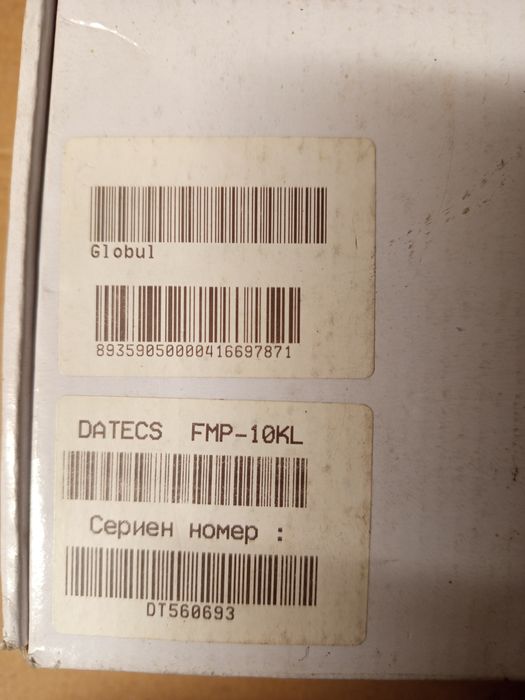 Globul
89359050000416697871
DATECS FMP-10KL
Сериен номер :
DT560693